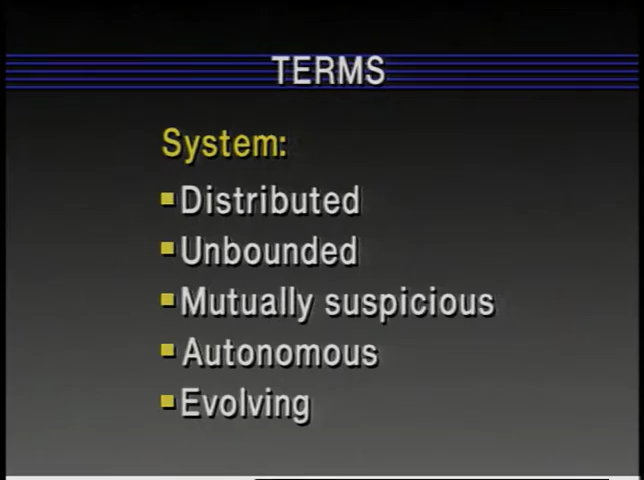 TERMS
System:
Distributed
Unbounded
Mutually suspicious
Autonomous
Evolving